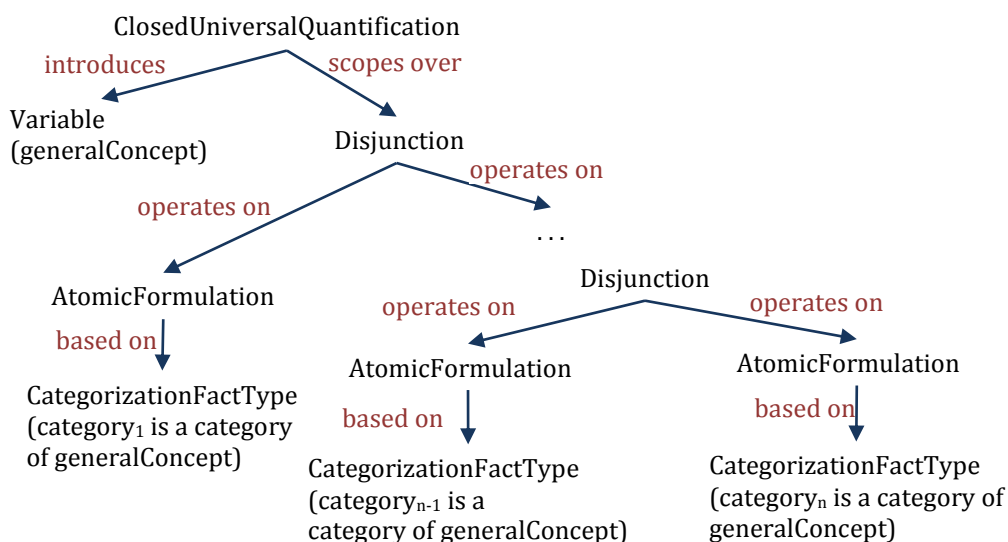 ClosedUniversalQuantification
introduces
scopes over
Variable
(generalConcept)
Disjunction
operates on
operates on
...
AtomicFormulation
Disjunction
operates on
operates on
based on
AtomicFormulation
AtomicFormulation
CategorizationFactType
(category₁ is a category
of generalConcept)
based on
based on
CategorizationFactType
(categoryₙ₋₁ is a
category of generalConcept)
CategorizationFactType
(categoryₙ is a category of
generalConcept)